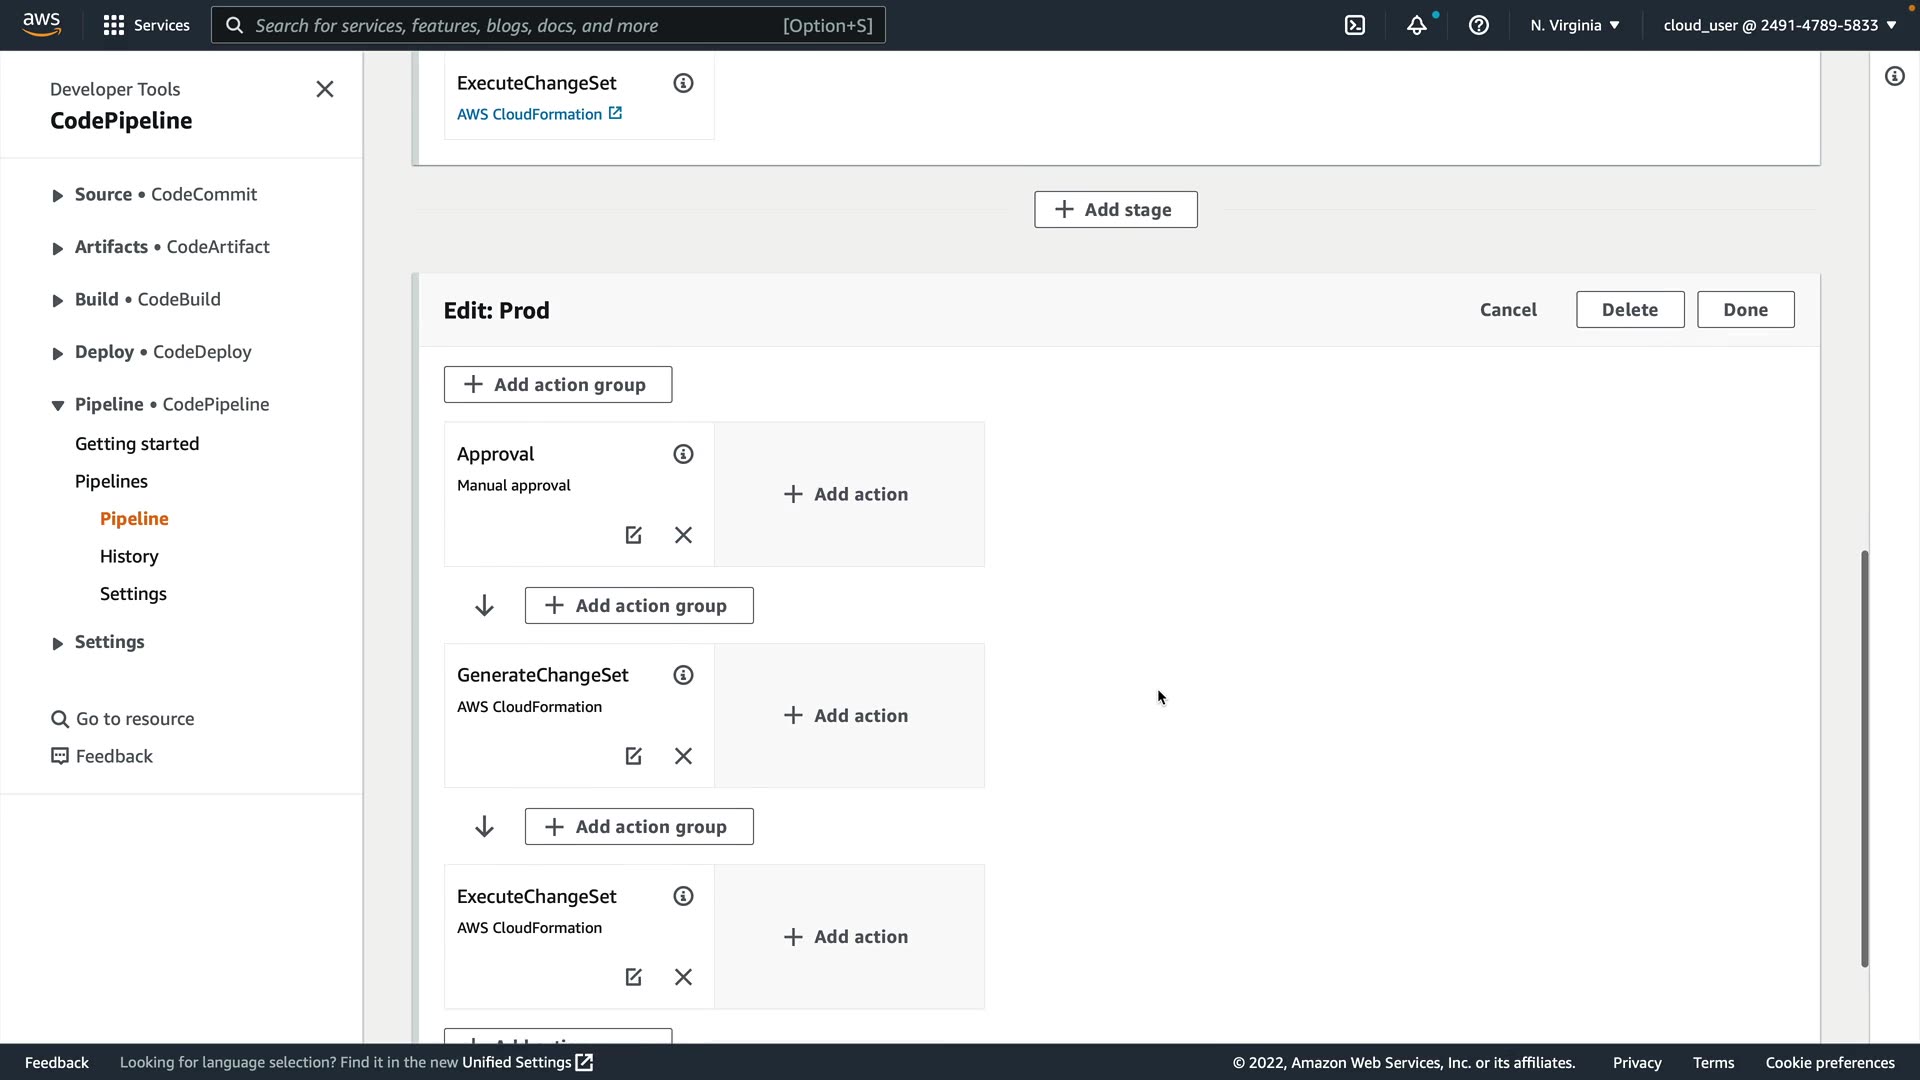 aws
Services
Search for services, features, blogs, docs, and more
[Option+S]
N. Virginia
cloud_user @ 2491-4789-5833
Developer Tools
CodePipeline
Source • CodeCommit
Artifacts • CodeArtifact
Build • CodeBuild
Deploy • CodeDeploy
Pipeline • CodePipeline
Getting started
Pipelines
Pipeline
History
Settings
Settings
Go to resource
Feedback
ExecuteChangeSet
AWS CloudFormation
Add stage
Edit: Prod
Cancel
Delete
Done
Add action group
Approval
Manual approval
Add action
Add action group
GenerateChangeSet
AWS CloudFormation
Add action
Add action group
ExecuteChangeSet
AWS CloudFormation
Add action
Feedback
Looking for language selection? Find it in the new Unified Settings
© 2022, Amazon Web Services, Inc. or its affiliates.
Privacy
Terms
Cookie preferences